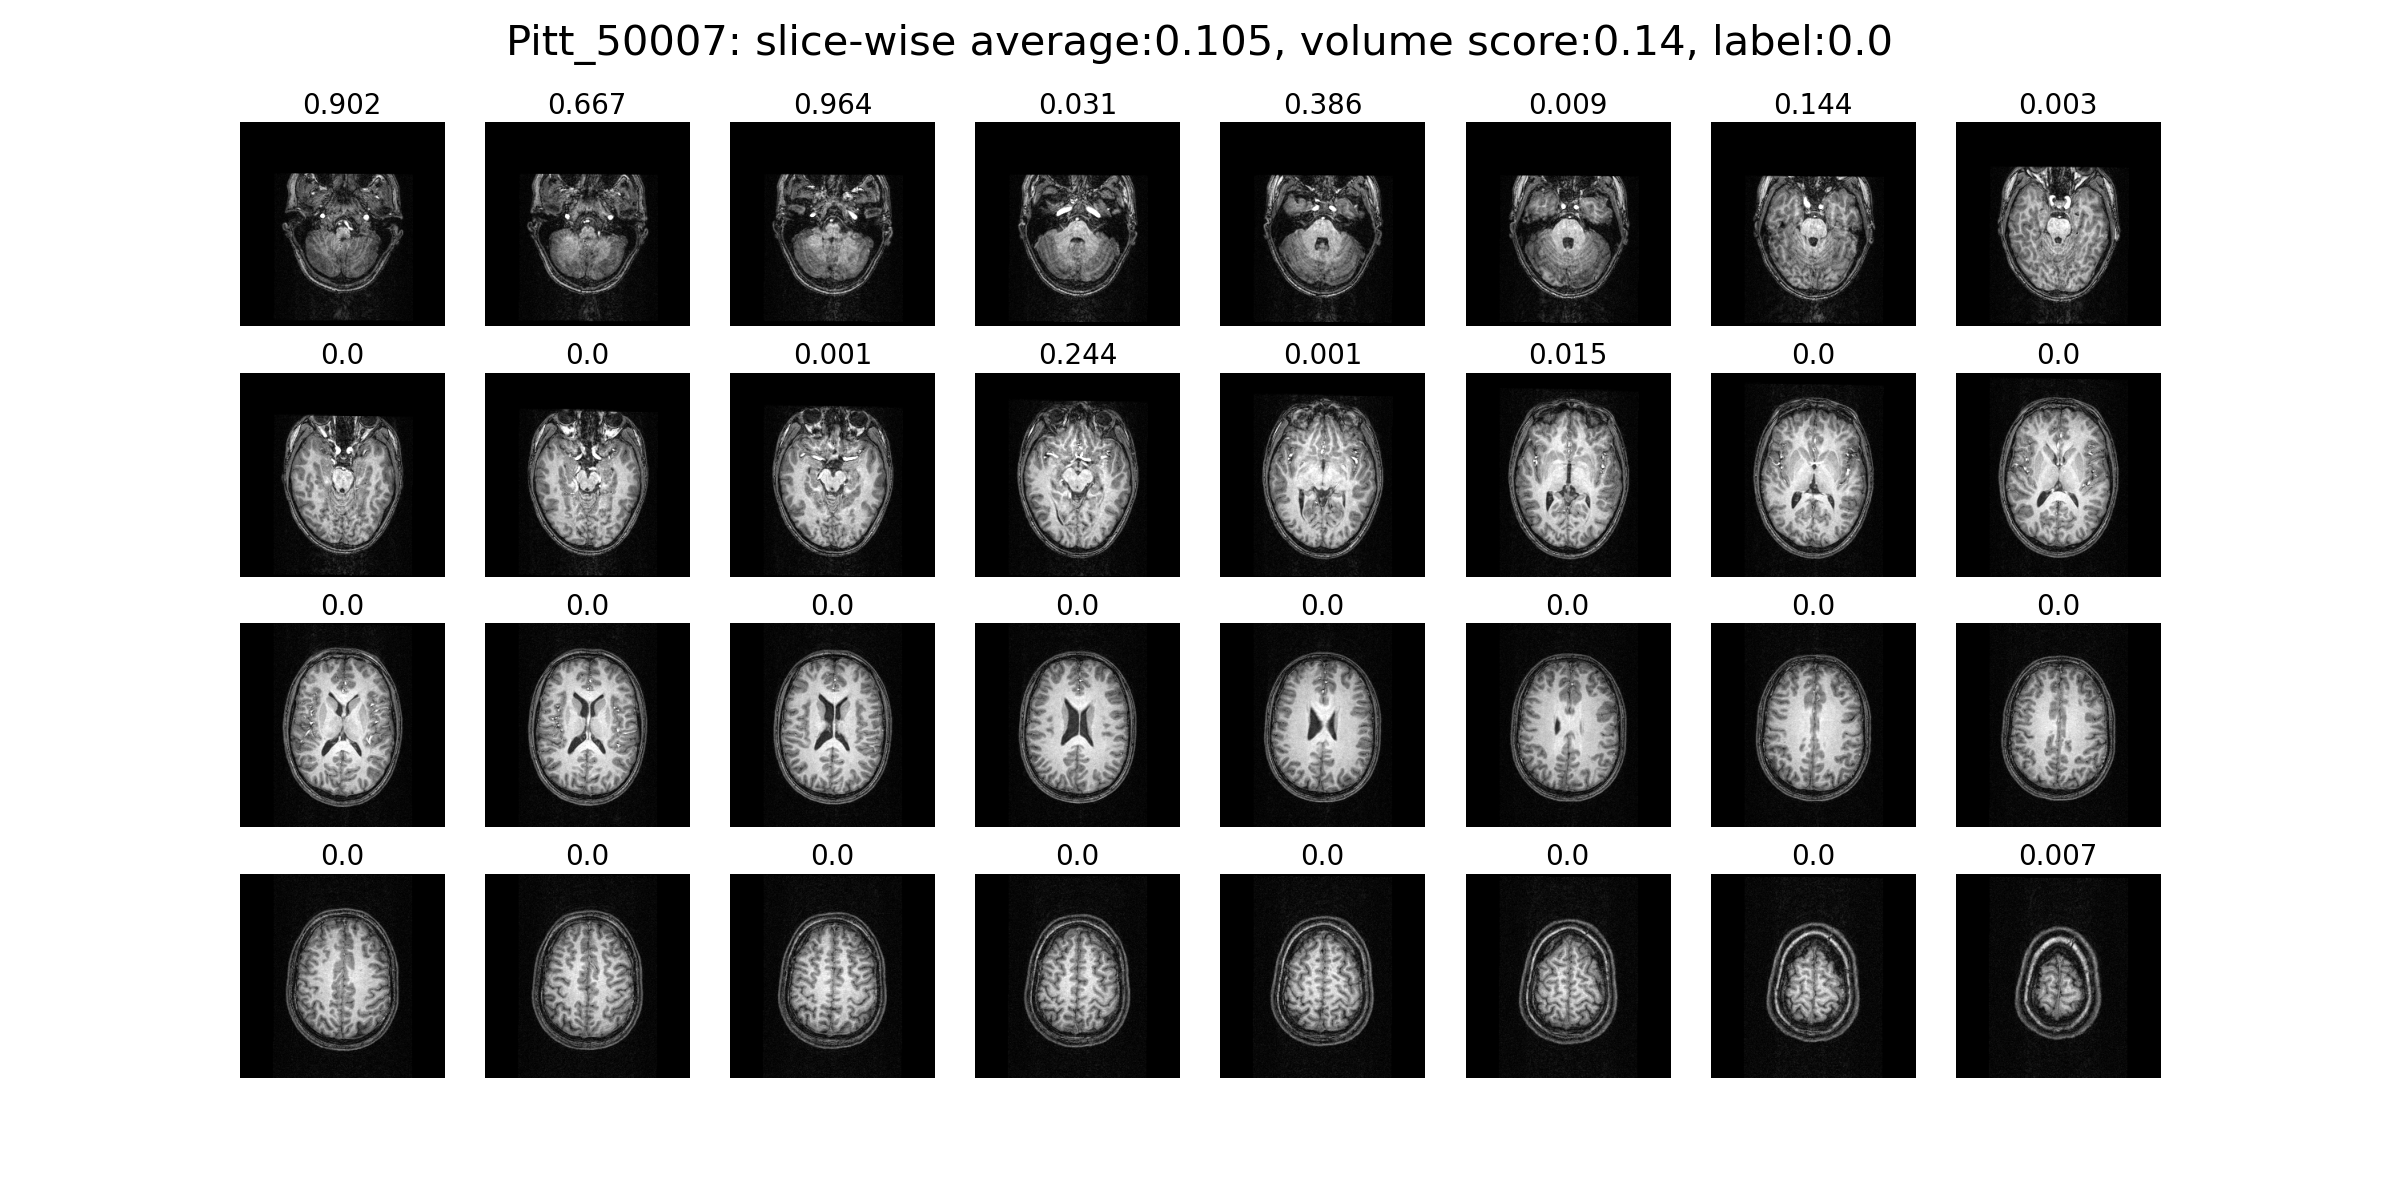 Pitt_50007: slice-wise average:0.105, volume score:0.14, label:0.0
0.902 0.667 0.964 0.031 0.386 0.009 0.144 0.003
0.0 0.0 0.001 0.244 0.001 0.015 0.0 0.0
0.0 0.0 0.0 0.0 0.0 0.0 0.0 0.0
0.0 0.0 0.0 0.0 0.0 0.0 0.0 0.007